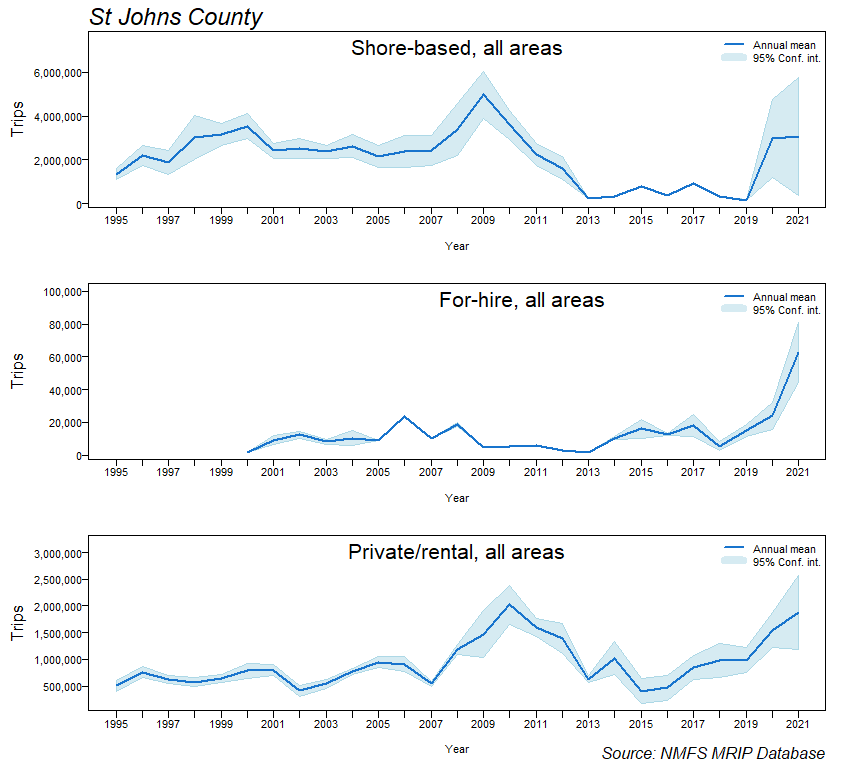 St Johns County
Shore-based, all areas
Annual mean
95% Conf. int.
Trips
6,000,000
4,000,000
2,000,000
0
1995 1997 1999 2001 2003 2005 2007 2009 2011 2013 2015 2017 2019 2021
Year
For-hire, all areas
Annual mean
95% Conf. int.
Trips
100,000
80,000
60,000
40,000
20,000
0
1995 1997 1999 2001 2003 2005 2007 2009 2011 2013 2015 2017 2019 2021
Year
Private/rental, all areas
Annual mean
95% Conf. int.
Trips
3,000,000
2,500,000
2,000,000
1,500,000
1,000,000
500,000
1995 1997 1999 2001 2003 2005 2007 2009 2011 2013 2015 2017 2019 2021
Year
Source: NMFS MRIP Database